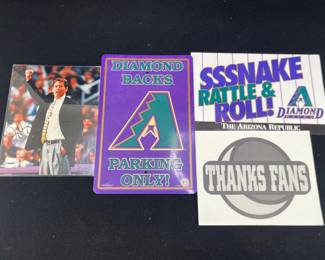 DIAMOND
BACKS
PARKING
ONLY!
SSSNAKE
RATTLE &
ROLL!
DIAMOND
THE ARIZONA REPUBLIC
THANKS FANS